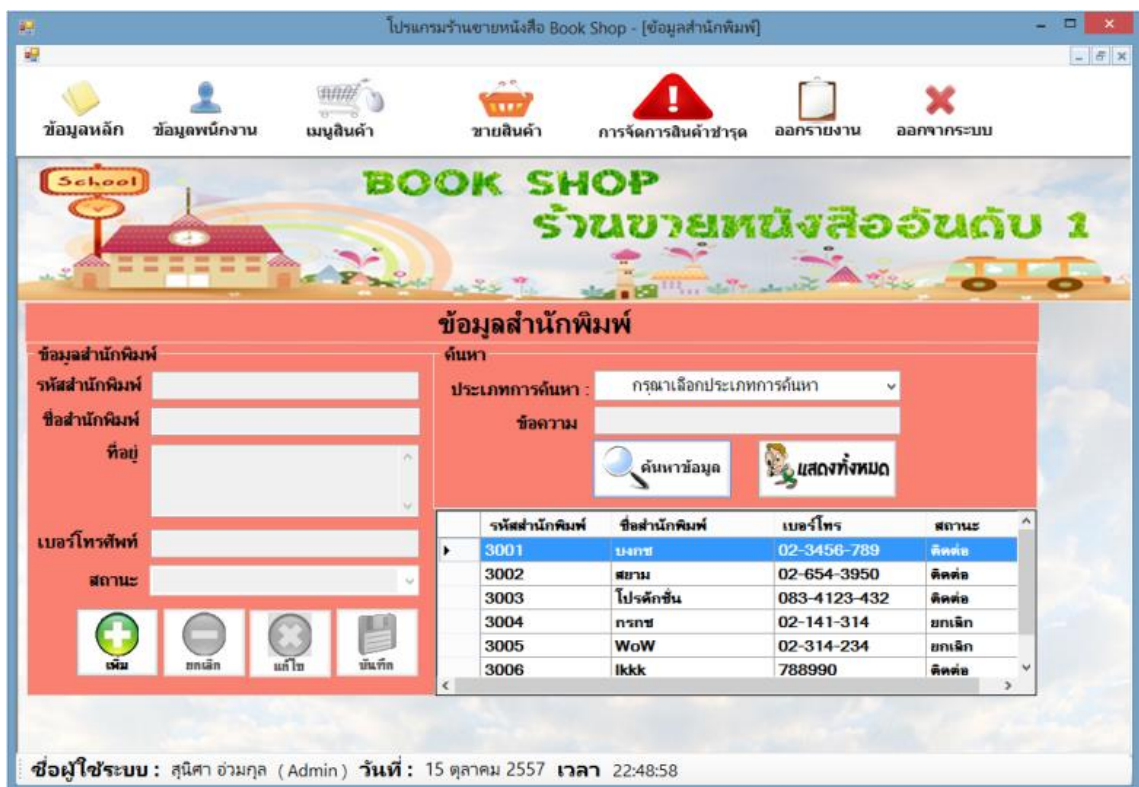 โปรแกรมร้านขายหนังสือ Book Shop - [ข้อมูลสำนักพิมพ์]
ข้อมูลหลัก ข้อมูลพนักงาน เมนูสินค้า ขายสินค้า การจัดการสินค้าชำรุด ออกรายงาน ออกจากระบบ
School
BOOK SHOP
ร้านขายหนังสืออันดับ 1
ข้อมูลสำนักพิมพ์
ข้อมูลสำนักพิมพ์
รหัสสำนักพิมพ์
ชื่อสำนักพิมพ์
ที่อยู่
เบอร์โทรศัพท์
สถานะ
เพิ่ม ยกเลิก แก้ไข บันทึก
ค้นหา
ประเภทการค้นหา : กรุณาเลือกประเภทการค้นหา
ข้อความ
ค้นหาข้อมูล แสดงทั้งหมด
รหัสสำนักพิมพ์ ชื่อสำนักพิมพ์ เบอร์โทร สถานะ
3001 บงกช 02-3456-789 ติดต่อ
3002 สยาม 02-654-3950 ติดต่อ
3003 โปรดักชั่น 083-4123-432 ติดต่อ
3004 กรกช 02-141-314 ยกเลิก
3005 WoW 02-314-234 ยกเลิก
3006 lkkk 788990 ติดต่อ
ชื่อผู้ใช้ระบบ : สุนิศา อ่วมกุล ( Admin ) วันที่ : 15 ตุลาคม 2557 เวลา 22:48:58